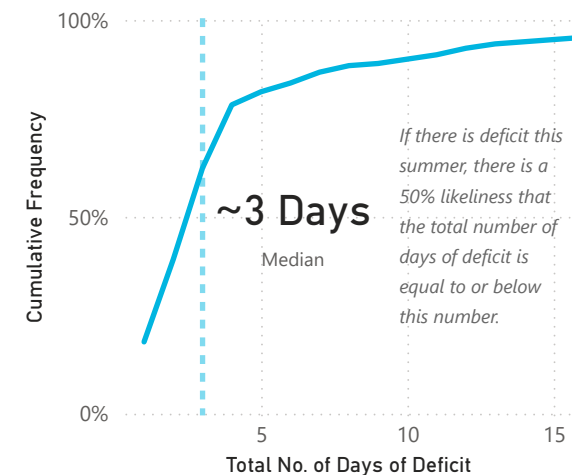 100%
If there is deficit this
summer, there is a
50% likeliness that
the total number of
days of deficit is
equal to or below
this number.
~3 Days
Median
50%
0%
Cumulative Frequency
5
10
15
Total No. of Days of Deficit